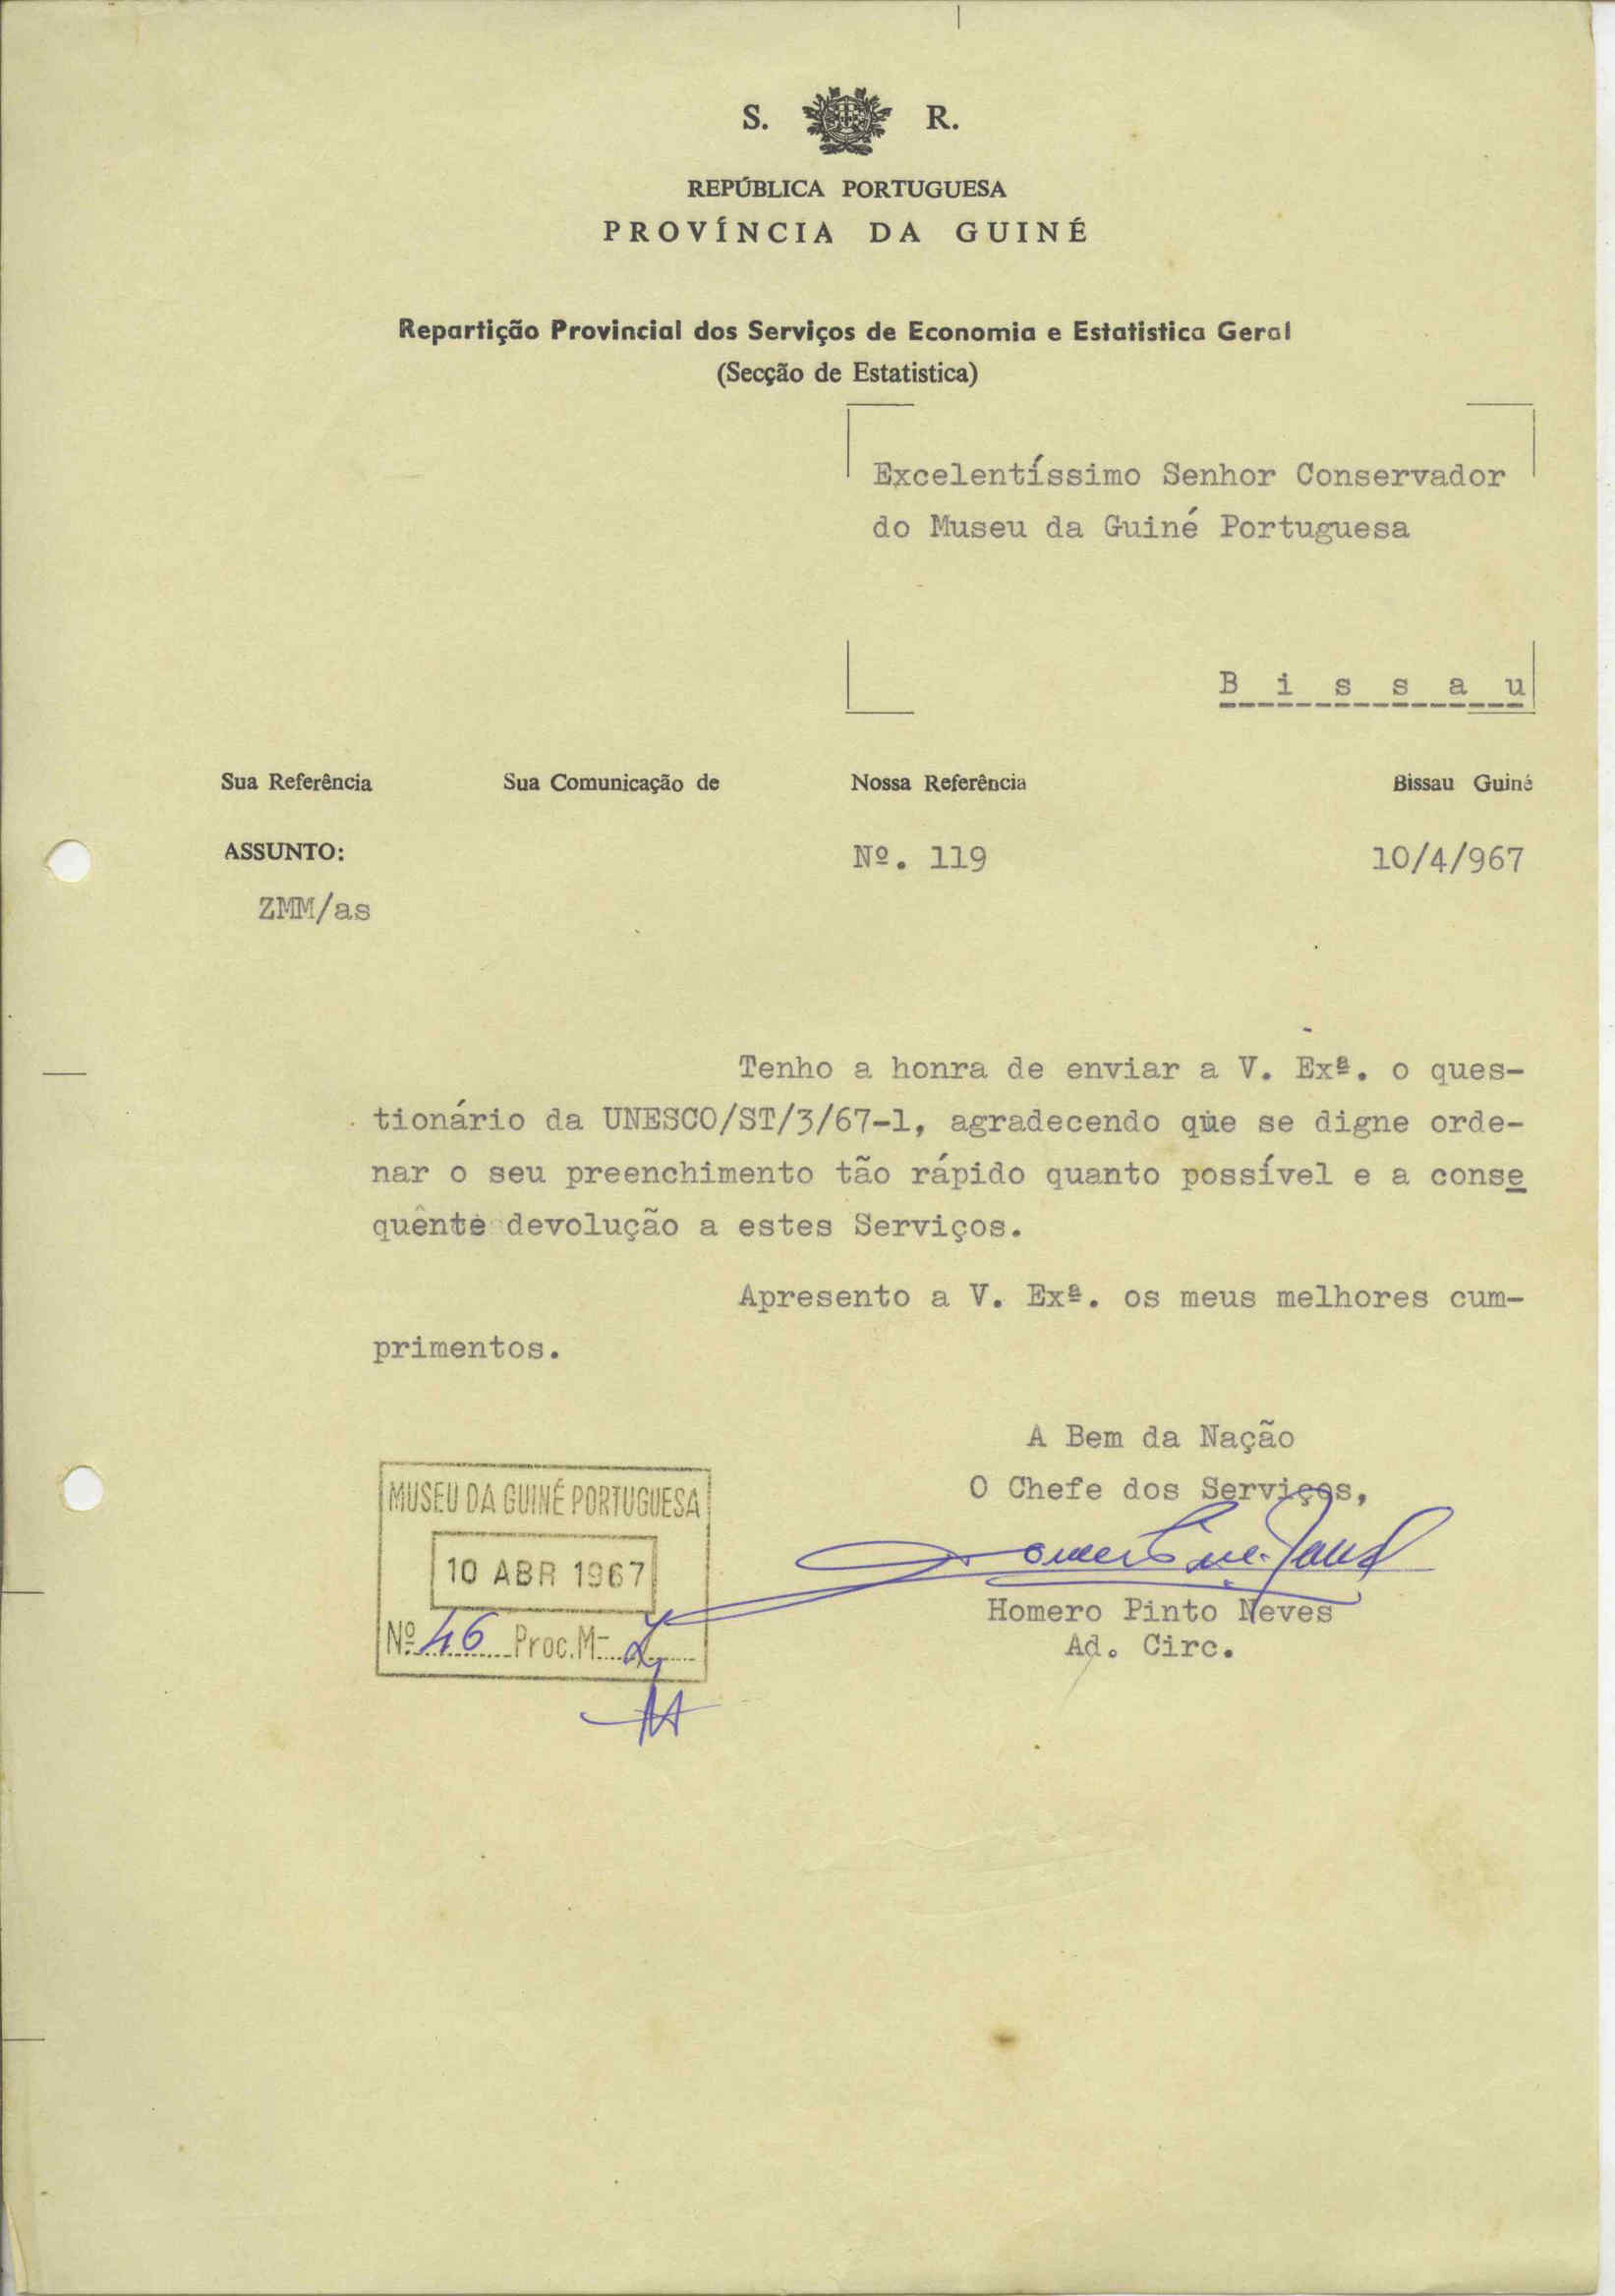 S. R.
REPÚBLICA PORTUGUESA
PROVÍNCIA DA GUINÉ
Repartição Provincial dos Serviços de Economia e Estatistica Geral
(Secção de Estatistica)
Excelentíssimo Senhor Conservador
do Museu da Guiné Portuguesa
B i s s a u
Sua Referência Sua Comunicação de Nossa Referência Bissau Guiné
ASSUNTO: Nº. 119 10/4/967
ZMM/as
Tenho a honra de enviar a V. Exª. o ques-
tionário da UNESCO/ST/3/67-1, agradecendo que se digne orde-
nar o seu preenchimento tão rápido quanto possível e a conse
quênte devolução a estes Serviços.
Apresento a V. Exª. os meus melhores cum-
primentos.
A Bem da Nação
O Chefe dos Serviços,
Homero Pinto Neves
Ad. Circ.
MUSEU DA GUINÉ PORTUGUESA
10 ABR 1967
Nº 46 Proc. M-